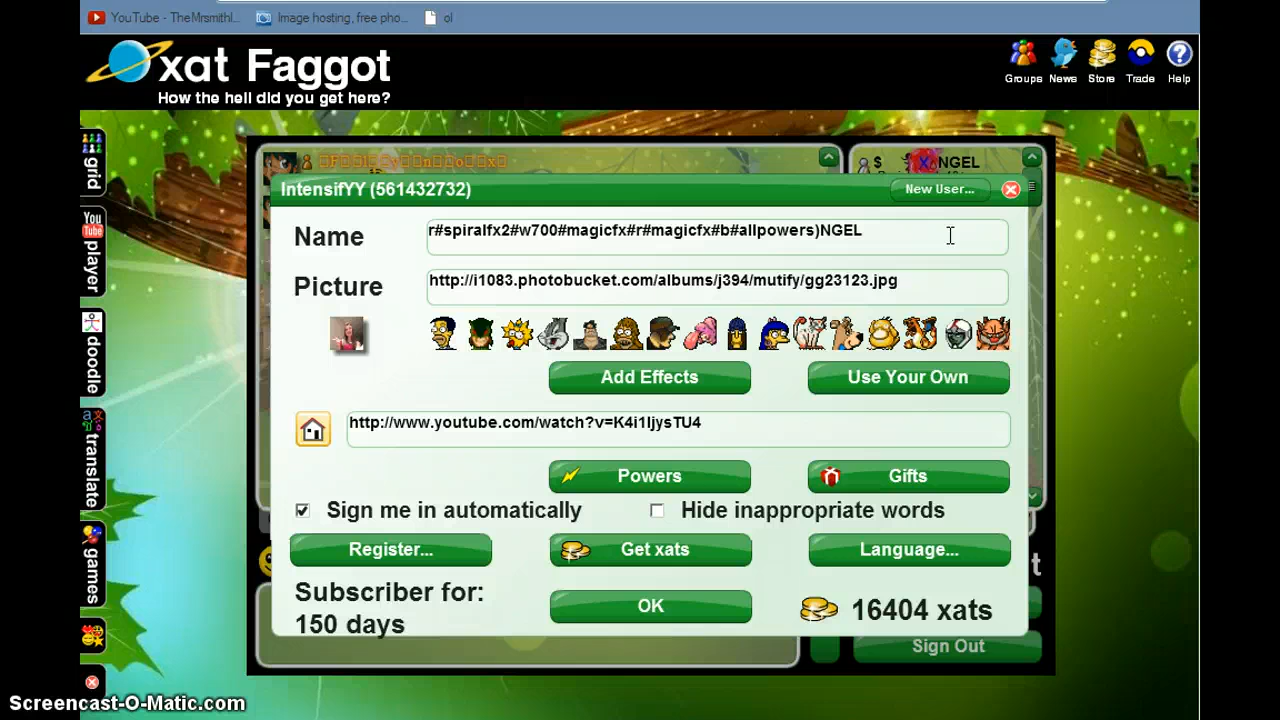 YouTube - TheMrsmithI... Image hosting, free pho... ol
xat Faggot
How the hell did you get here?
Groups News Store Trade Help
grid
You Tube player
doodle
translate
games
$ NGEL
IntensifYY (561432732) New User...
Name r#spiralfx2#w700#magicfx#r#magicfx#b#allpowers)NGEL
Picture http://i1083.photobucket.com/albums/j394/mutify/gg23123.jpg
Add Effects Use Your Own
http://www.youtube.com/watch?v=K4i1IjysTU4
Powers Gifts
Sign me in automatically Hide inappropriate words
Register... Get xats Language...
Subscriber for:
150 days
OK 16404 xats
Sign Out
Screencast-O-Matic.com